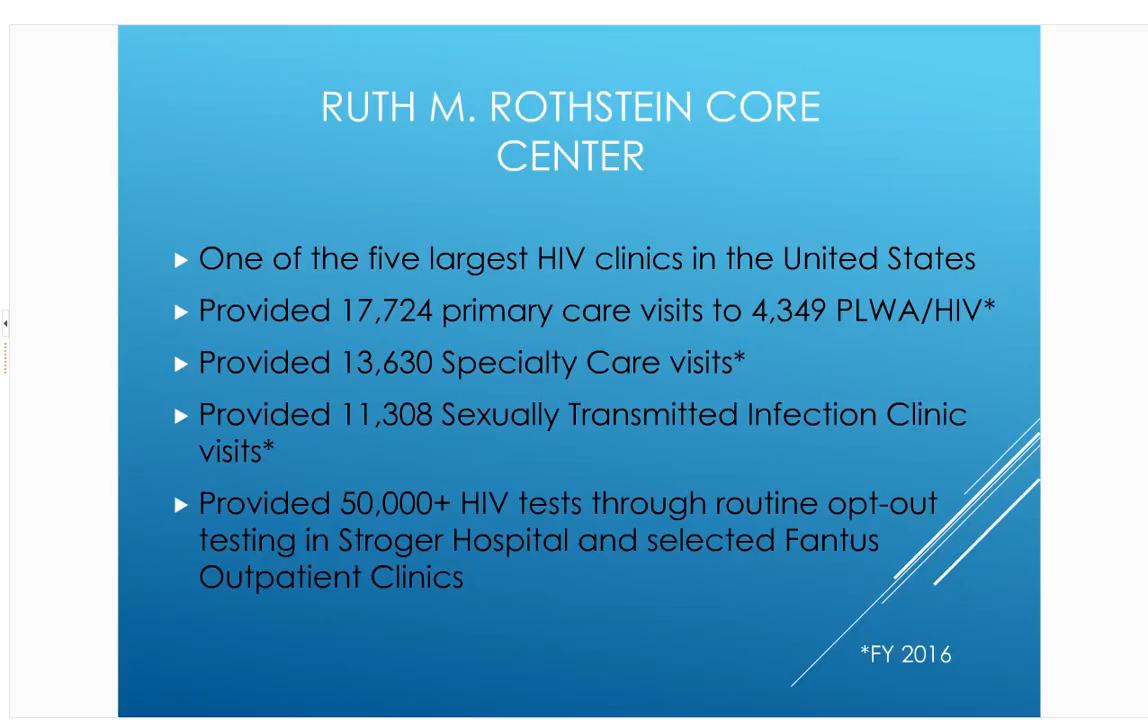 RUTH M. ROTHSTEIN CORE
CENTER
One of the five largest HIV clinics in the United States
Provided 17,724 primary care visits to 4,349 PLWA/HIV*
Provided 13,630 Specialty Care visits*
Provided 11,308 Sexually Transmitted Infection Clinic
visits*
Provided 50,000+ HIV tests through routine opt-out
testing in Stroger Hospital and selected Fantus
Outpatient Clinics
*FY 2016